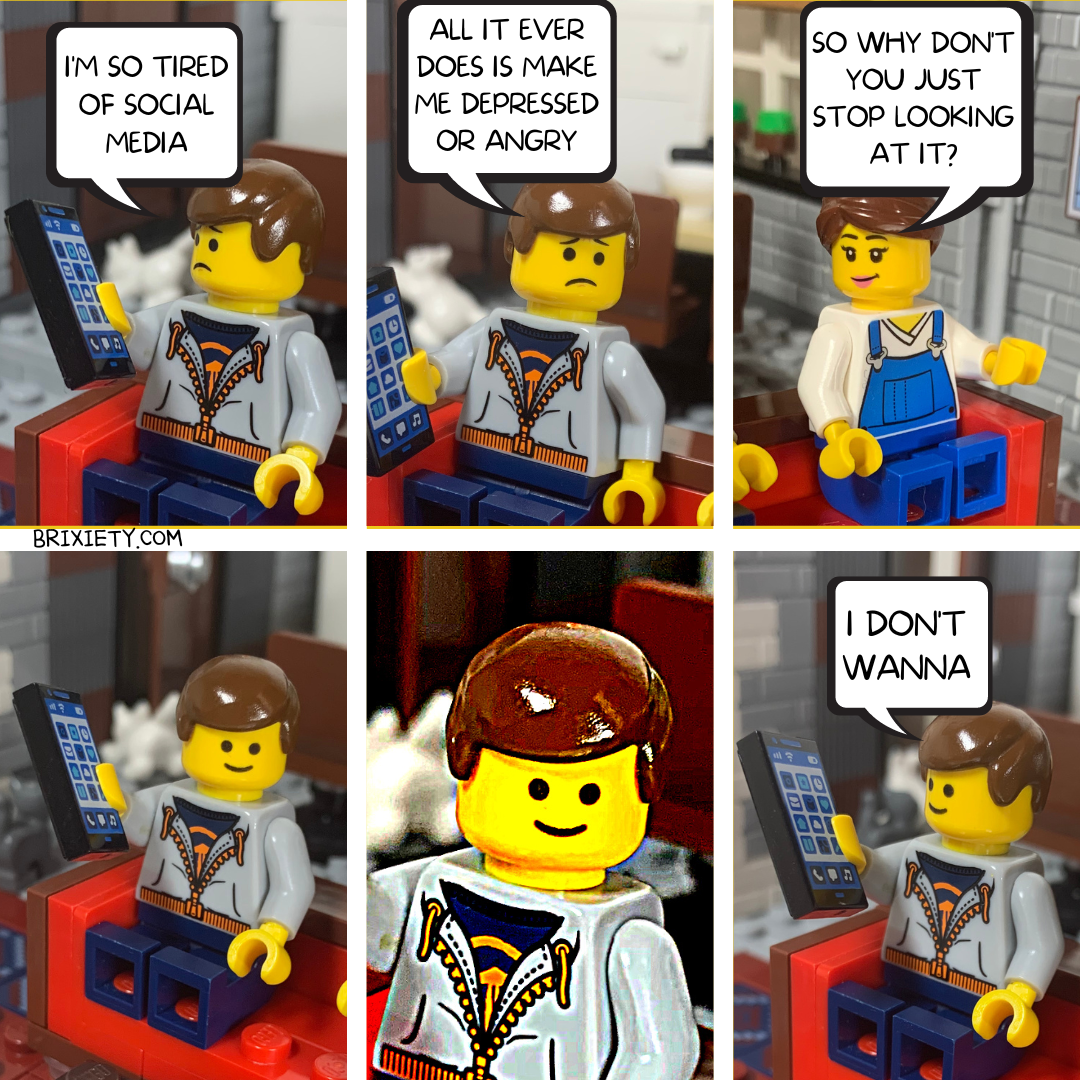 I'M SO TIRED
OF SOCIAL
MEDIA
ALL IT EVER
DOES IS MAKE
ME DEPRESSED
OR ANGRY
SO WHY DON'T
YOU JUST
STOP LOOKING
AT IT?
BRIXIETY.COM
I DON'T
WANNA